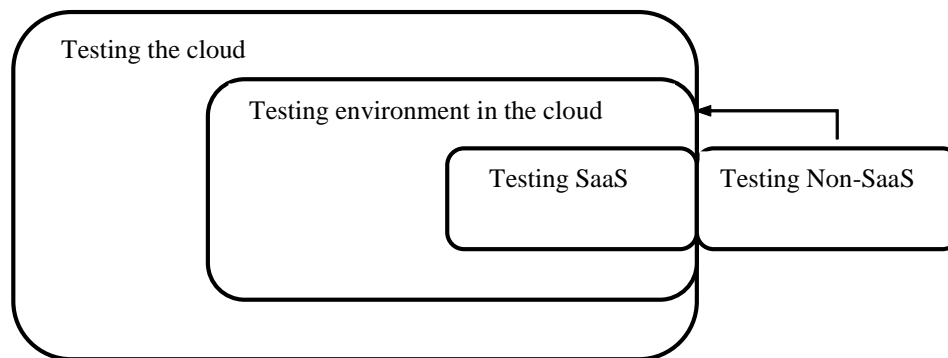 Testing the cloud
Testing environment in the cloud
Testing SaaS
Testing Non-SaaS